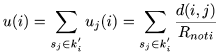 u(i) = \sum_{s_j \in k_i'} u_j(i) = \sum_{s_j \in k_i'} \frac{d(i,j)}{R_{noti}}